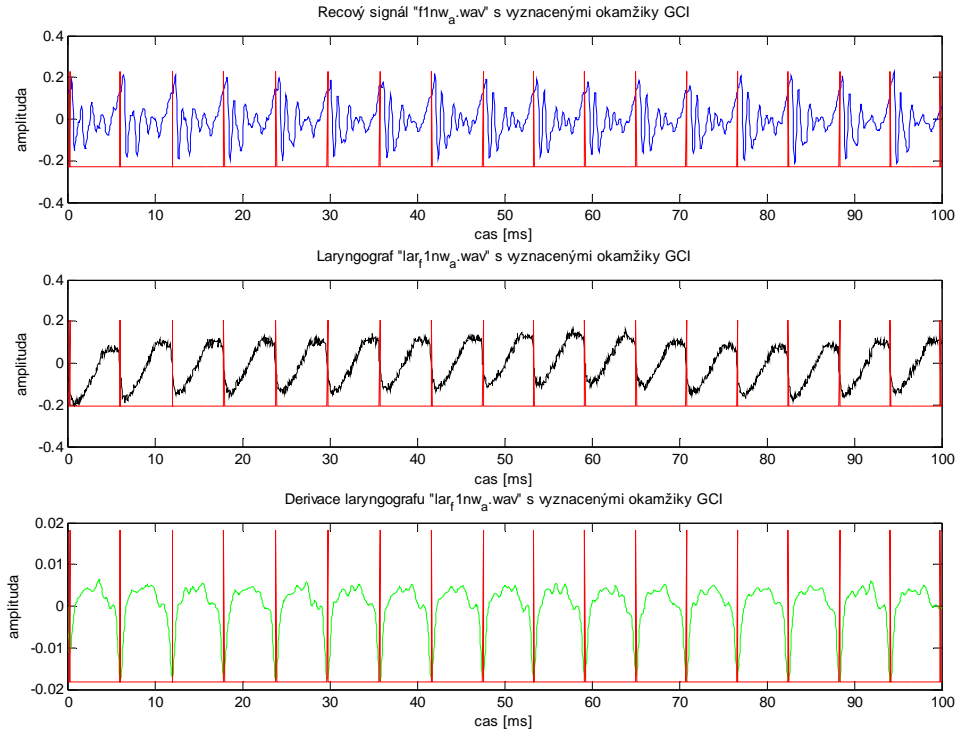 Recový signál "f1nw_a.wav" s vyznacenými okamžiky GCI
0.4
0.2
0
-0.2
-0.4
amplituda
0 10 20 30 40 50 60 70 80 90 100
cas [ms]
Laryngograf "lar_f1nw_a.wav" s vyznacenými okamžiky GCI
0.4
0.2
0
-0.2
-0.4
amplituda
0 10 20 30 40 50 60 70 80 90 100
cas [ms]
Derivace laryngografu "lar_f1nw_a.wav" s vyznacenými okamžiky GCI
0.02
0.01
0
-0.01
-0.02
amplituda
0 10 20 30 40 50 60 70 80 90 100
cas [ms]